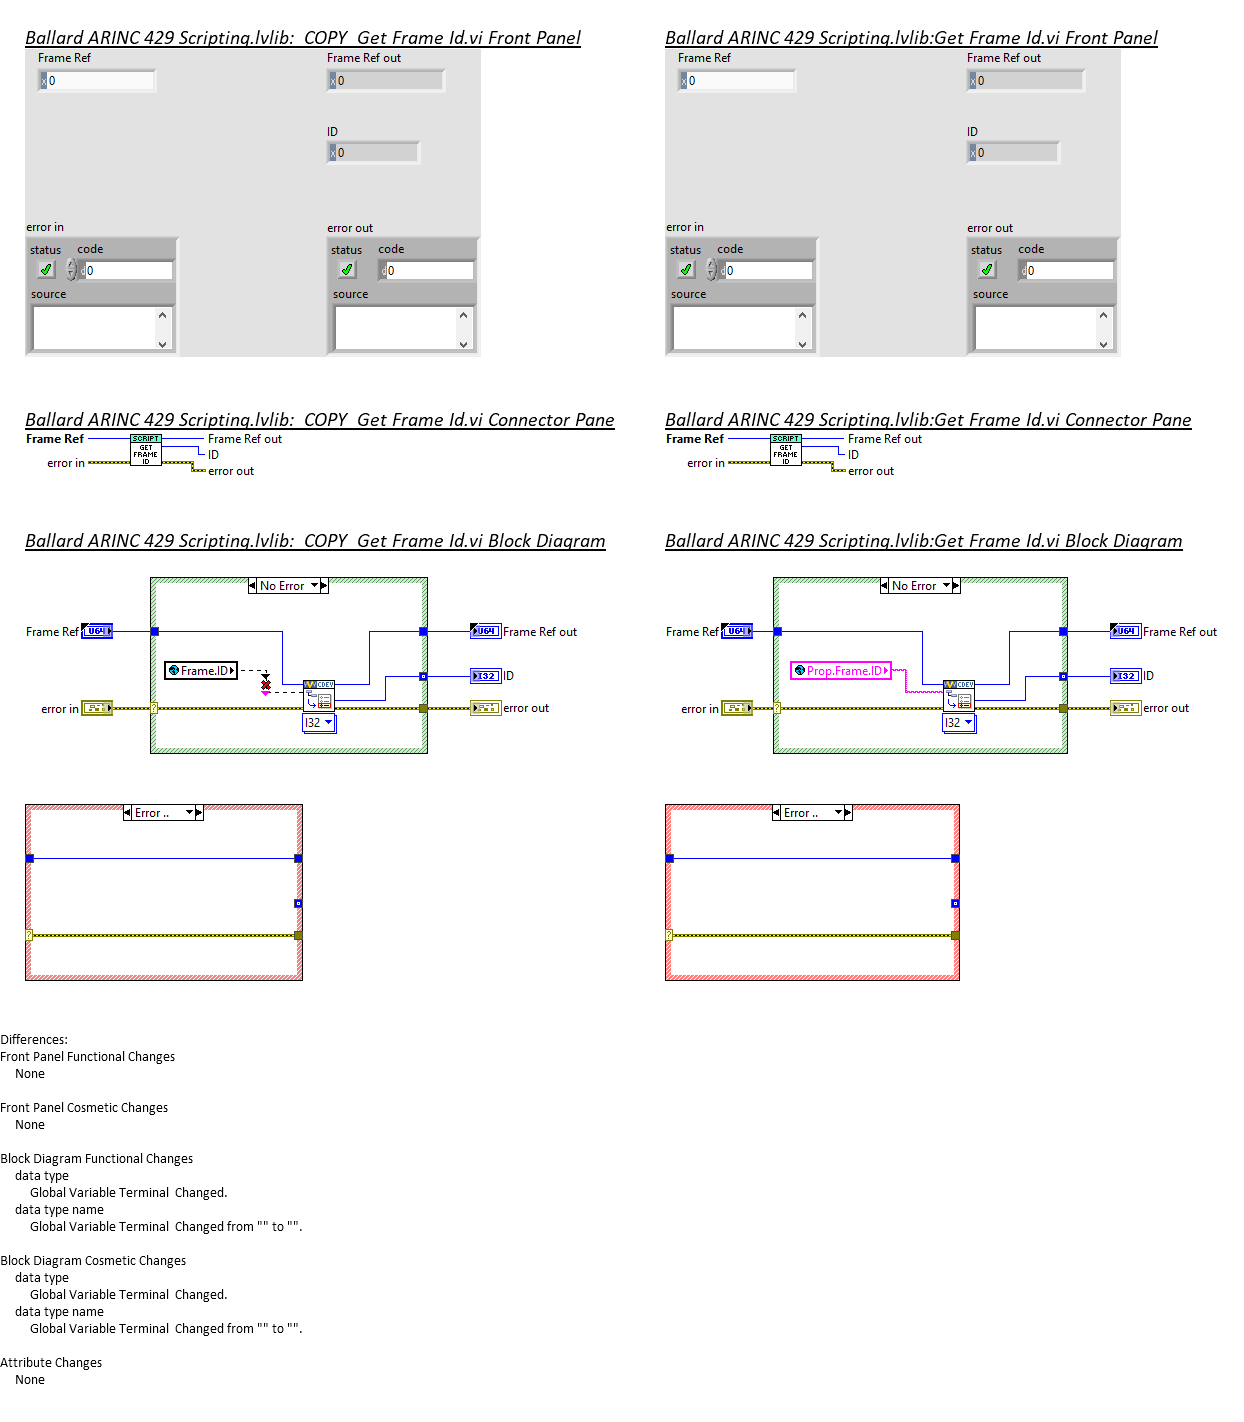 Ballard ARINC 429 Scripting.lvlib:_COPY_Get Frame Id.vi Front Panel
Frame Ref
x 0
Frame Ref out
x 0
ID
x 0
error in
status code
d 0
source
error out
status code
d 0
source
Ballard ARINC 429 Scripting.lvlib:Get Frame Id.vi Front Panel
Frame Ref
x 0
Frame Ref out
x 0
ID
x 0
error in
status code
d 0
source
error out
status code
d 0
source
Ballard ARINC 429 Scripting.lvlib:_COPY_Get Frame Id.vi Connector Pane
Frame Ref
error in
SCRIPT
GET
FRAME
ID
Frame Ref out
ID
error out
Ballard ARINC 429 Scripting.lvlib:Get Frame Id.vi Connector Pane
Frame Ref
error in
SCRIPT
GET
FRAME
ID
Frame Ref out
ID
error out
Ballard ARINC 429 Scripting.lvlib:_COPY_Get Frame Id.vi Block Diagram
No Error
Frame Ref U64
U64 Frame Ref out
Frame.ID
CDEV
I32 ID
error in ?
error out
I32
Error ..
?
Ballard ARINC 429 Scripting.lvlib:Get Frame Id.vi Block Diagram
No Error
Frame Ref U64
U64 Frame Ref out
Prop.Frame.ID
CDEV
I32 ID
error in ?
error out
I32
Error ..
?
Differences:
Front Panel Functional Changes
None
Front Panel Cosmetic Changes
None
Block Diagram Functional Changes
data type
Global Variable Terminal  Changed.
data type name
Global Variable Terminal  Changed from "" to "".
Block Diagram Cosmetic Changes
data type
Global Variable Terminal  Changed.
data type name
Global Variable Terminal  Changed from "" to "".
Attribute Changes
None